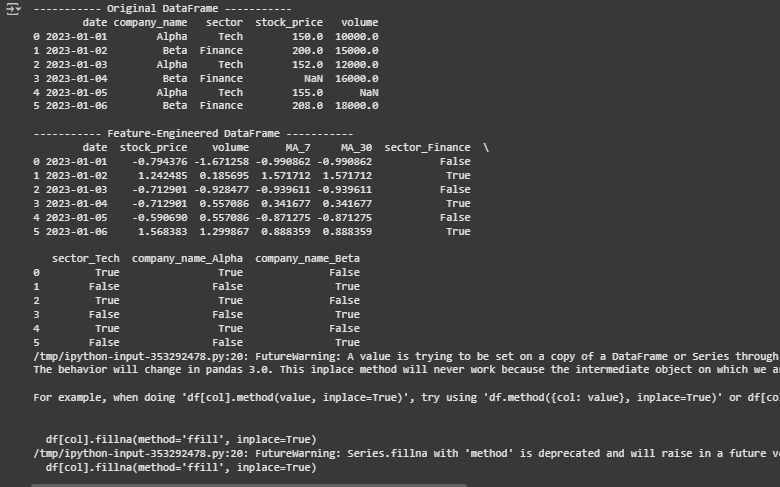 ----------- Original DataFrame -----------
date company_name sector stock_price volume
0 2023-01-01 Alpha Tech 150.0 10000.0
1 2023-01-02 Beta Finance 200.0 15000.0
2 2023-01-03 Alpha Tech 152.0 12000.0
3 2023-01-04 Beta Finance NaN 16000.0
4 2023-01-05 Alpha Tech 155.0 NaN
5 2023-01-06 Beta Finance 208.0 18000.0
----------- Feature-Engineered DataFrame -----------
date stock_price volume MA_7 MA_30 sector_Finance \
0 2023-01-01 -0.794376 -1.671258 -0.990862 -0.990862 False
1 2023-01-02 1.242485 0.185695 1.571712 1.571712 True
2 2023-01-03 -0.712901 -0.928477 -0.939611 -0.939611 False
3 2023-01-04 -0.712901 0.557086 0.341677 0.341677 True
4 2023-01-05 -0.590690 0.557086 -0.871275 -0.871275 False
5 2023-01-06 1.568383 1.299867 0.888359 0.888359 True
sector_Tech company_name_Alpha company_name_Beta
0 True True False
1 False False True
2 True True False
3 False False True
4 True True False
5 False False True
/tmp/ipython-input-353292478.py:20: FutureWarning: A value is trying to be set on a copy of a DataFrame or Series through
The behavior will change in pandas 3.0. This inplace method will never work because the intermediate object on which we a
For example, when doing 'df[col].method(value, inplace=True)', try using 'df.method({col: value}, inplace=True)' or df[co
df[col].fillna(method='ffill', inplace=True)
/tmp/ipython-input-353292478.py:20: FutureWarning: Series.fillna with 'method' is deprecated and will raise in a future v
df[col].fillna(method='ffill', inplace=True)